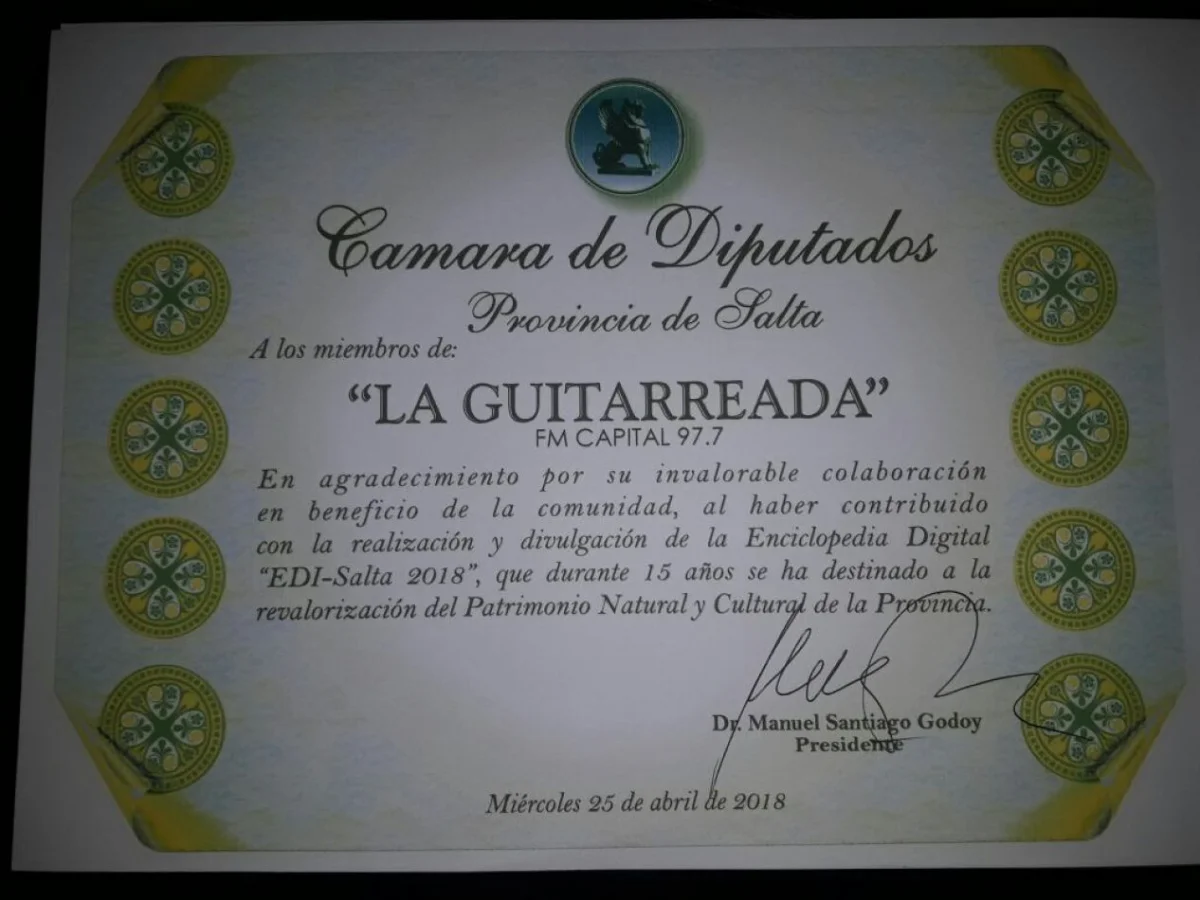 Camara de Diputados
Provincia de Salta
A los miembros de:
“LA GUITARREADA”
FM CAPITAL 97.7
En agradecimiento por su invalorable colaboración
en beneficio de la comunidad, al haber contribuido
con la realización y divulgación de la Enciclopedia Digital
“EDI-Salta 2018”, que durante 15 años se ha destinado a la
revalorización del Patrimonio Natural y Cultural de la Provincia.
Dr. Manuel Santiago Godoy
Presidente
Miércoles 25 de abril de 2018